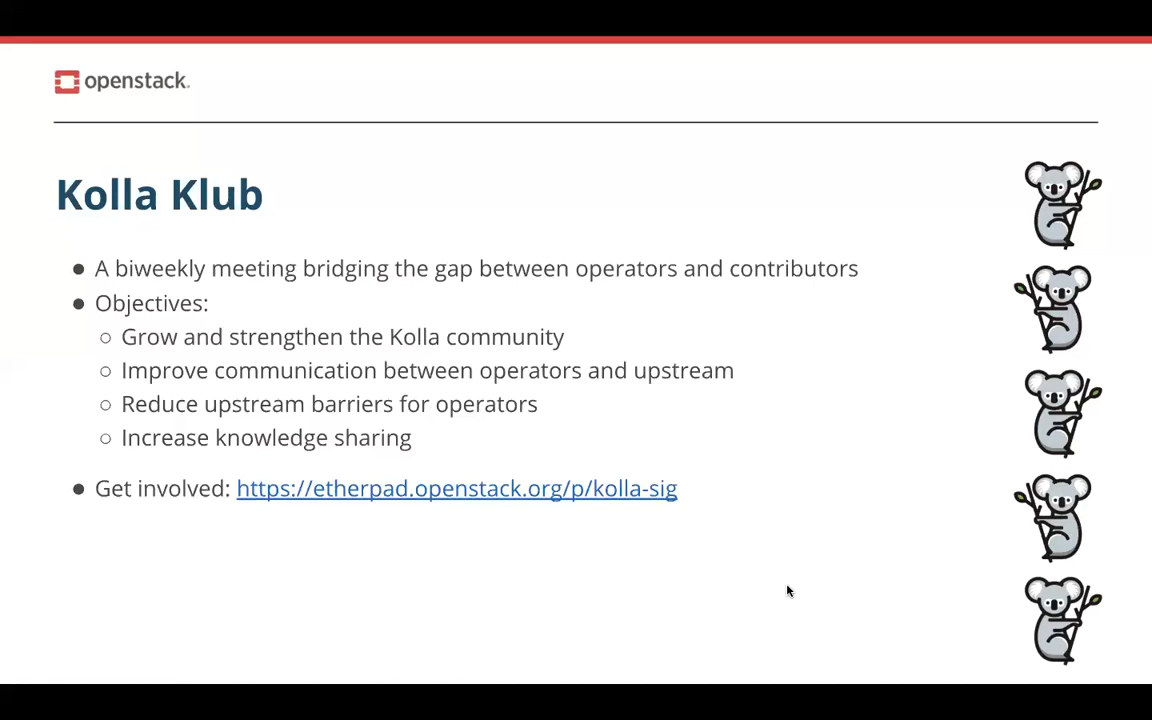 openstack.
Kolla Klub
● A biweekly meeting bridging the gap between operators and contributors
● Objectives:
○ Grow and strengthen the Kolla community
○ Improve communication between operators and upstream
○ Reduce upstream barriers for operators
○ Increase knowledge sharing
● Get involved: https://etherpad.openstack.org/p/kolla-sig